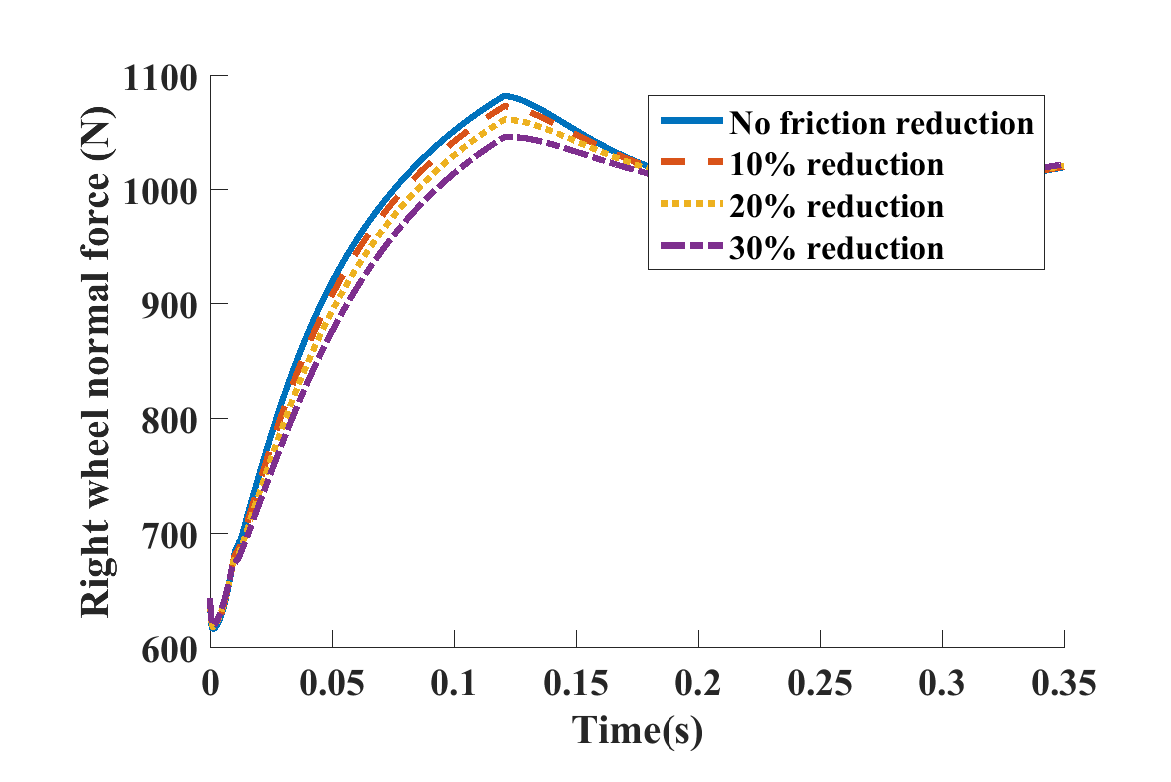 1100
1000
900
800
700
600
Right wheel normal force (N)
No friction reduction
10% reduction
20% reduction
30% reduction
0 0.05 0.1 0.15 0.2 0.25 0.3 0.35
Time(s)